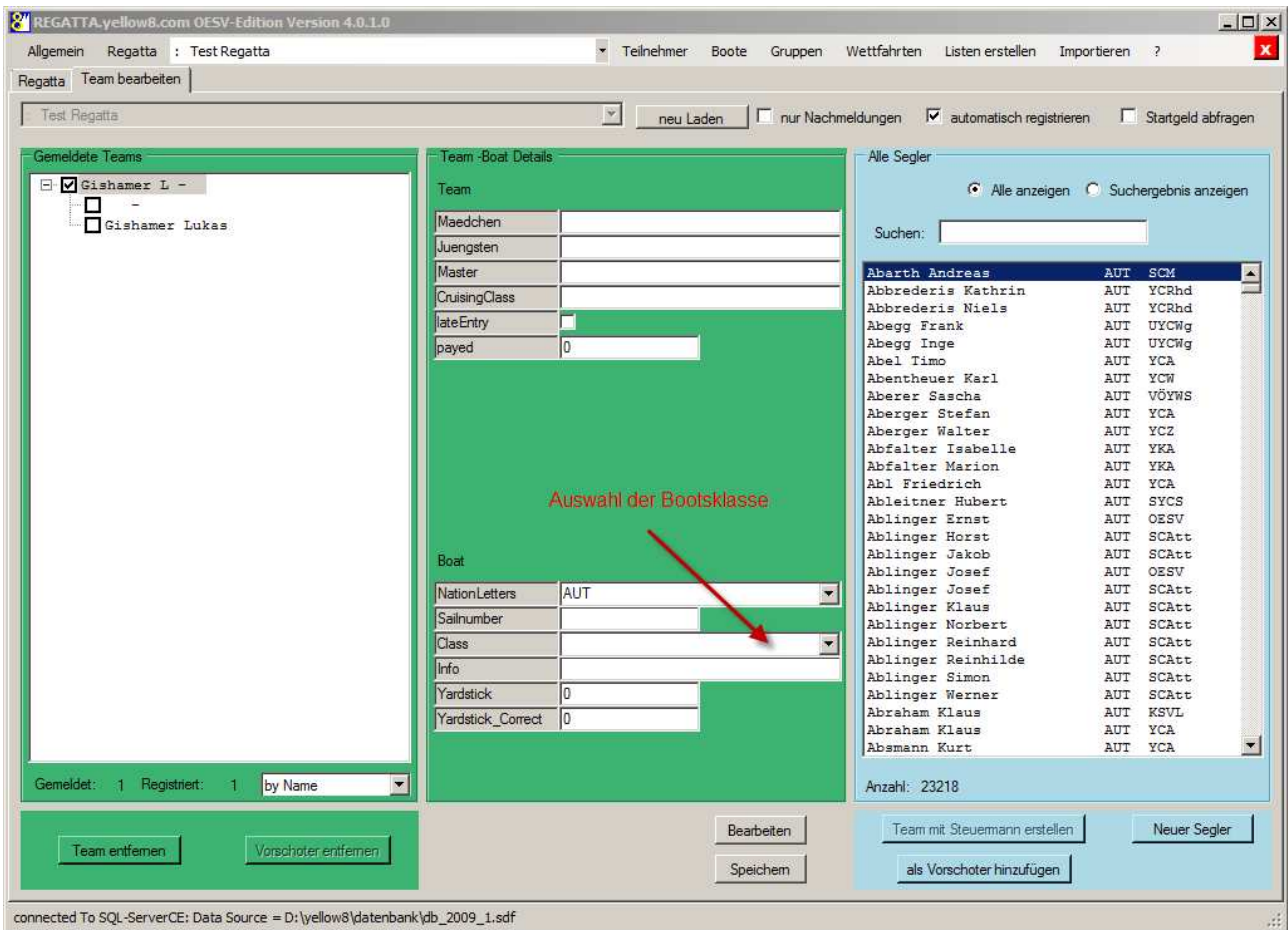 REGATTA.yellow8.com OESV-Edition Version 4.0.1.0
Allgemein Regatta : Test Regatta Teilnehmer Boote Gruppen Wettfahrten Listen erstellen Importieren ? x
Regatta Team bearbeiten
: Test Regatta neu Laden nur Nachmeldungen automatisch registrieren Startgeld abfragen
Gemeldete Teams
Gishamer L -
-
Gishamer Lukas
Gemeldet: 1 Registriert: 1 by Name
Team entfernen Vorschoter entfernen
Team -Boat Details
Team
Maedchen
Juengsten
Master
CruisingClass
lateEntry
payed 0
Auswahl der Bootsklasse
Boat
NationLetters AUT
Sailnumber
Class
Info
Yardstick 0
Yardstick_Correct 0
Bearbeiten
Speichern
Alle Segler
Alle anzeigen Suchergebnis anzeigen
Suchen:
Abarth Andreas AUT SCM
Abbrederis Kathrin AUT YCRhd
Abbrederis Niels AUT YCRhd
Abegg Frank AUT UYCWg
Abegg Inge AUT UYCWg
Abel Timo AUT YCA
Abentheuer Karl AUT YCW
Aberer Sascha AUT VÖYWS
Aberger Stefan AUT YCA
Aberger Walter AUT YCZ
Abfalter Isabelle AUT YKA
Abfalter Marion AUT YKA
Abl Friedrich AUT YCA
Ableitner Hubert AUT SYCS
Ablinger Ernst AUT OESV
Ablinger Horst AUT SCAtt
Ablinger Jakob AUT SCAtt
Ablinger Josef AUT OESV
Ablinger Josef AUT SCAtt
Ablinger Klaus AUT SCAtt
Ablinger Norbert AUT SCAtt
Ablinger Reinhard AUT SCAtt
Ablinger Reinhilde AUT SCAtt
Ablinger Simon AUT SCAtt
Ablinger Werner AUT SCAtt
Abraham Klaus AUT KSVL
Abraham Klaus AUT YCA
Absmann Kurt AUT YCA
Anzahl: 23218
Team mit Steuermann erstellen Neuer Segler
als Vorschoter hinzufügen
connected To SQL-ServerCE: Data Source = D:\yellow8\datenbank\db_2009_1.sdf